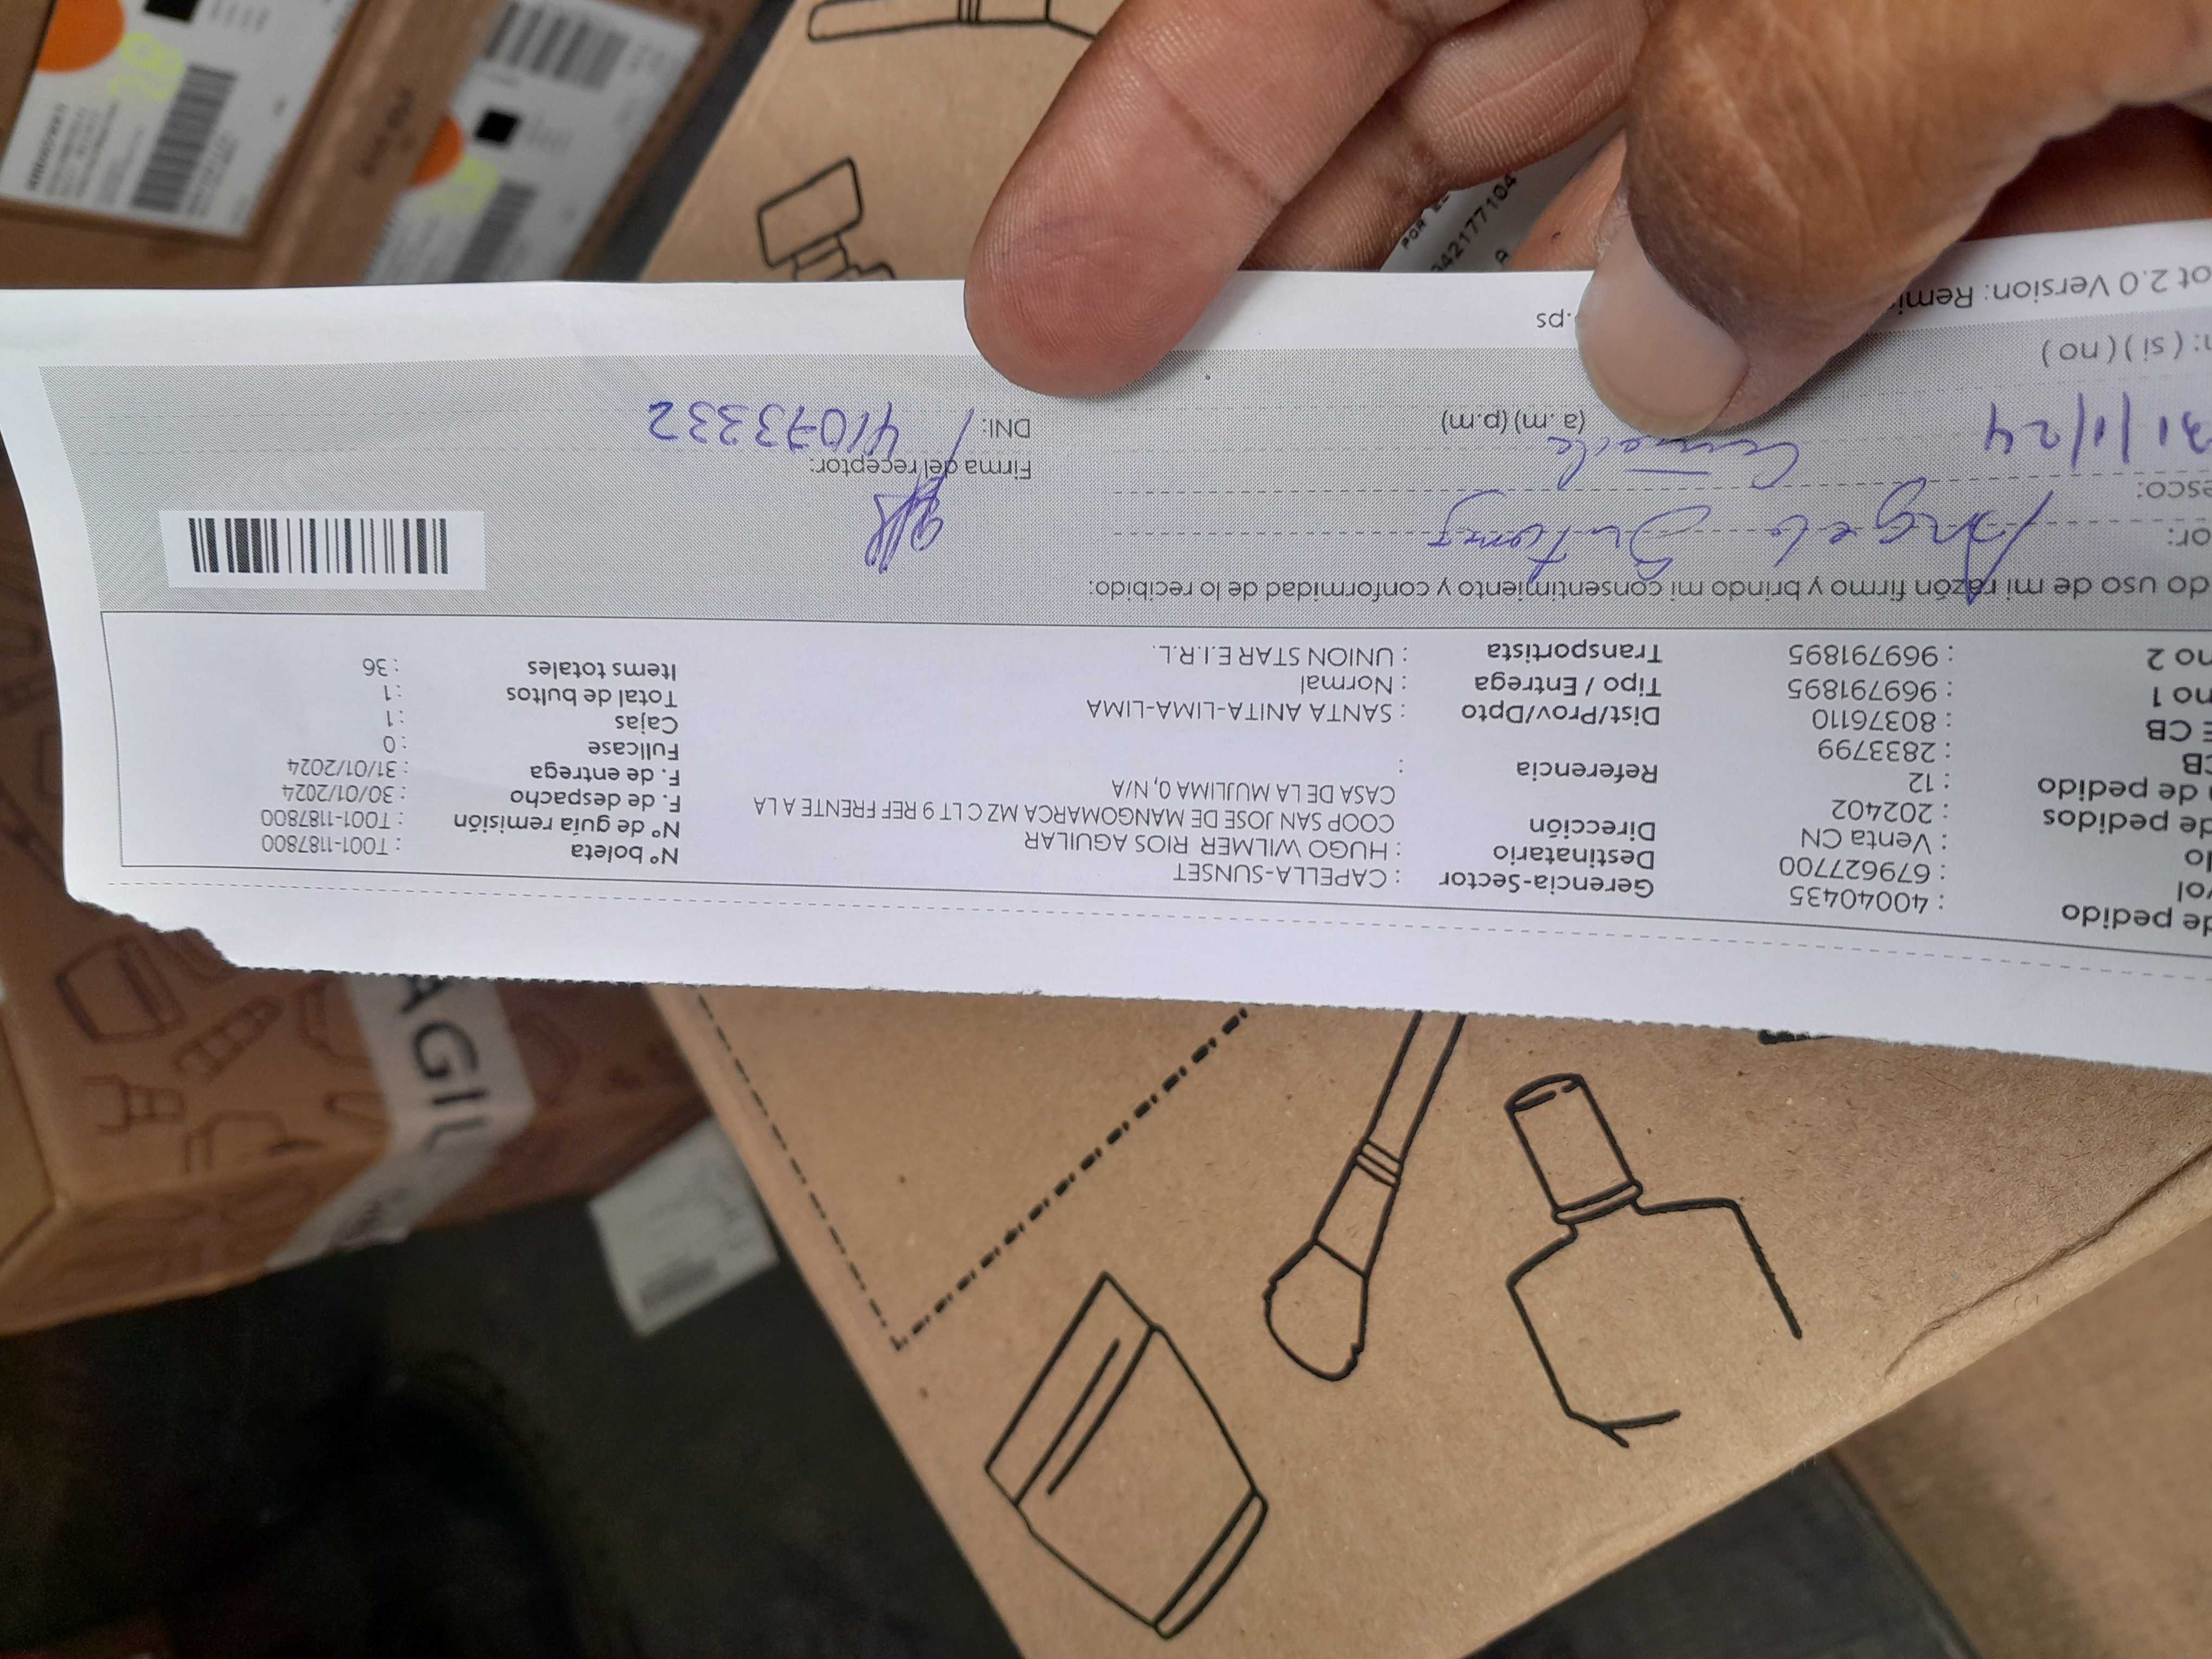 de pedido : 40040435 Gerencia-Sector : CAPELLA-SUNSET Nº boleta : T001-1187800
rol : 679627700 Destinatario : HUGO WILMER RIOS AGUILAR Nº de guía remisión : T001-1187800
lo : Venta CN Dirección COOP SAN JOSE DE MANGOMARCA MZ C LT 9 REF FRENTE A LA F. de despacho : 30/01/2024
de pedidos : 202402 CASA DE LA MUJLIMA 0, N/A F. de entrega : 31/01/2024
de pedido : 12 Referencia : Fullcase : 0
CB : 2833799 Cajas : 1
E CB : 80376110 Dist/Prov/Dpto : SANTA ANITA-LIMA-LIMA Total de bultos : 1
no 1 : 969791895 Tipo / Entrega : Normal Items totales : 36
no 2 : 969791895 Transportista : UNION STAR E.I.R.L.
do uso de mi razón firmo y brindo mi consentimiento y conformidad de lo recibido:
or: Angelo
esco:
Firma del receptor:
31/1/24 (a. m) (p.m) DNI: 41073332
n: ( si ) ( no )
ot 2.0 Version: Remi
.ps
POR
042177104
A
AGIL